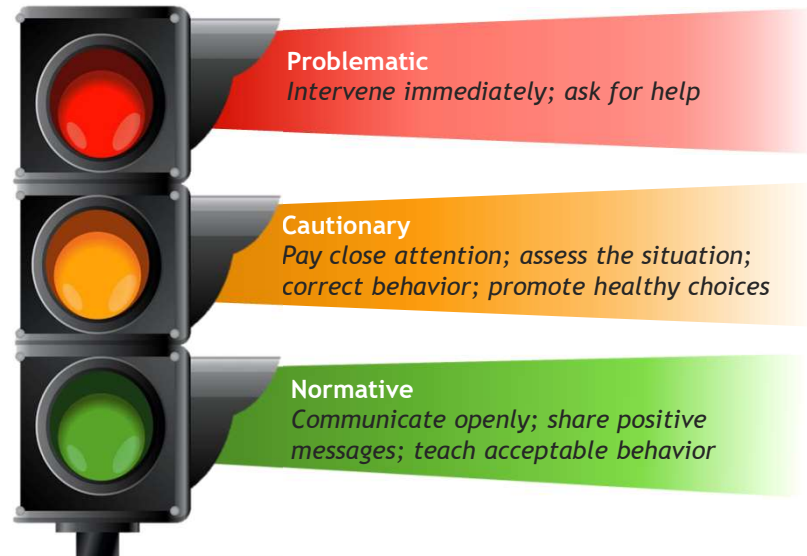 Problematic
Intervene immediately; ask for help
Cautionary
Pay close attention; assess the situation;
correct behavior; promote healthy choices
Normative
Communicate openly; share positive
messages; teach acceptable behavior